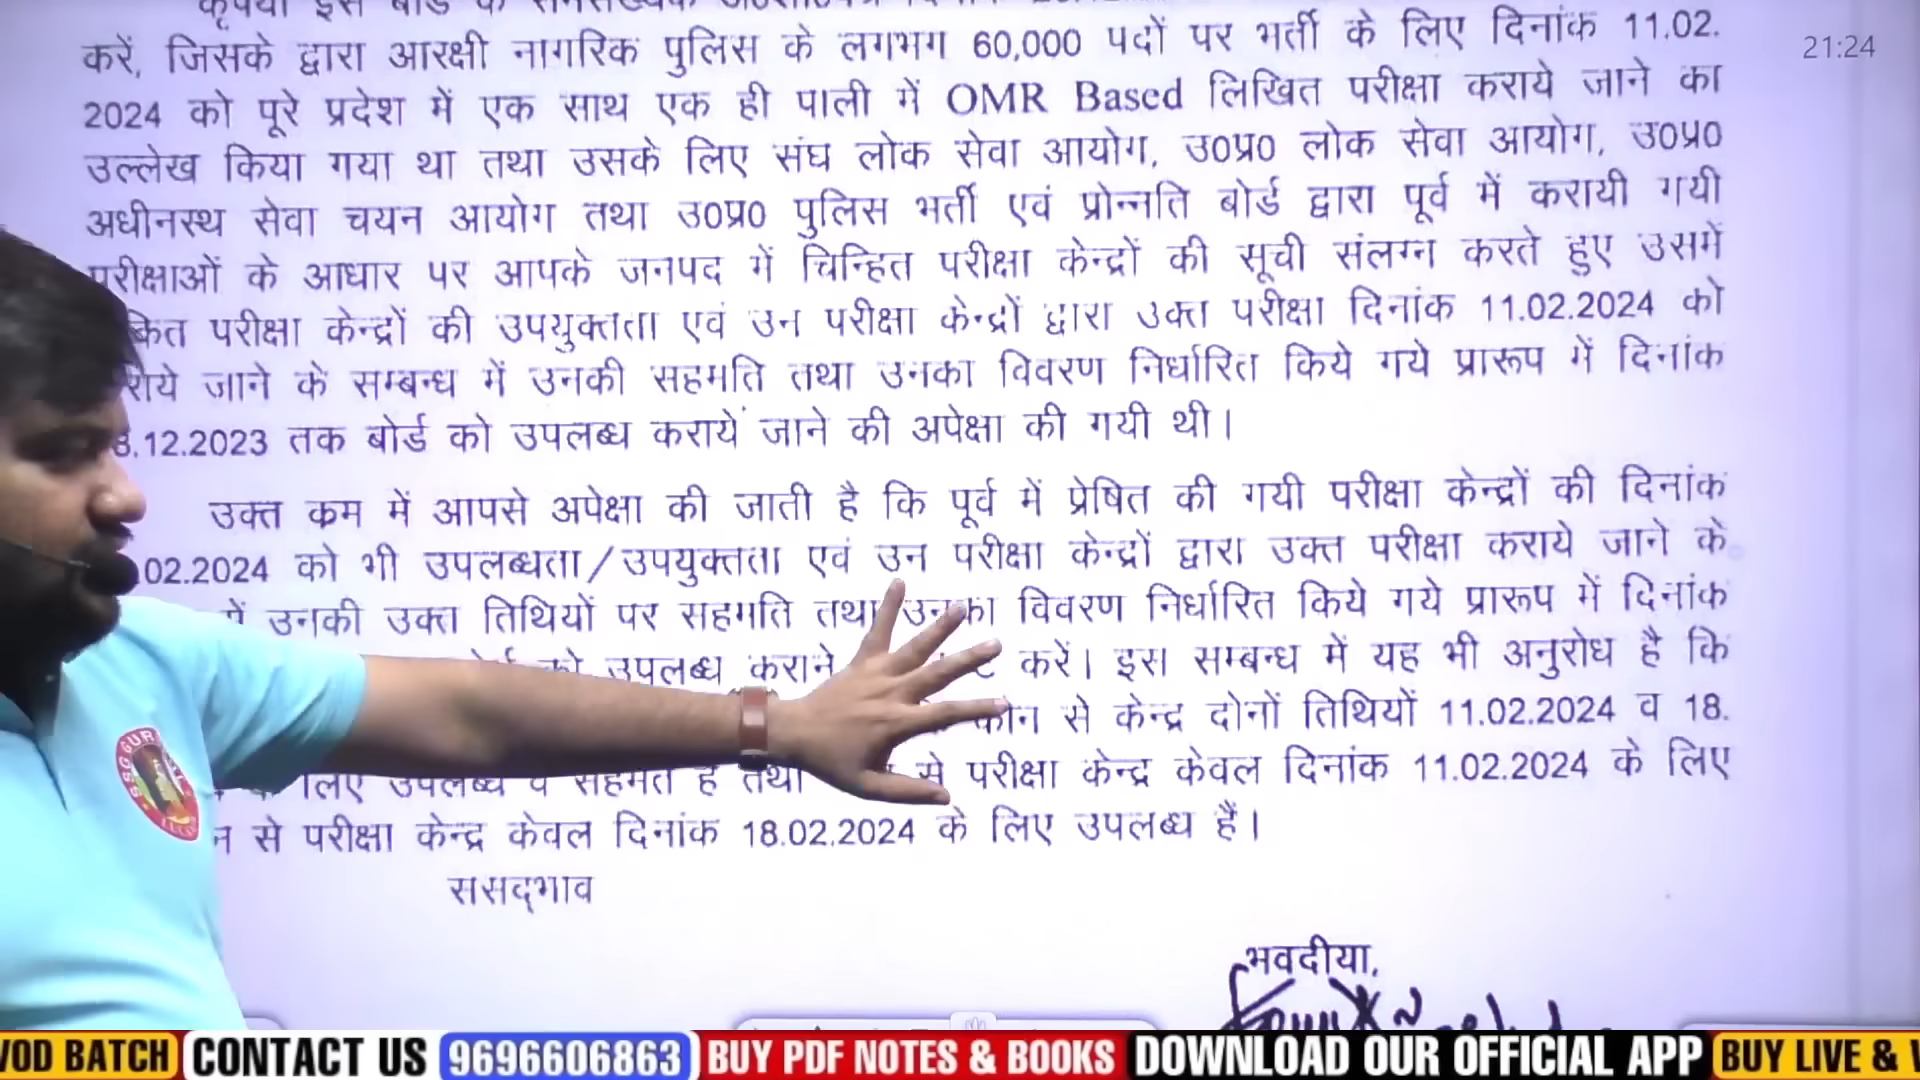 करें, जिसके द्वारा आरक्षी नागरिक पुलिस के लगभग 60,000 पदों पर भर्ती के लिए दिनांक 11.02.
21:24
2024 को पूरे प्रदेश में एक साथ एक ही पाली में OMR Based लिखित परीक्षा कराये जाने का
उल्लेख किया गया था तथा उसके लिए संघ लोक सेवा आयोग, उ0प्र0 लोक सेवा आयोग, उ0प्र0
अधीनस्थ सेवा चयन आयोग तथा उ0प्र0 पुलिस भर्ती एवं प्रोन्नति बोर्ड द्वारा पूर्व में करायी गयी
परीक्षाओं के आधार पर आपके जनपद में चिन्हित परीक्षा केन्द्रों की सूची संलग्न करते हुए उसमें
परीक्षा केन्द्रों की उपयुक्तता एवं उन परीक्षा केन्द्रों द्वारा उक्त परीक्षा दिनांक 11.02.2024 को
जाने के सम्बन्ध में उनकी सहमति तथा उनका विवरण निर्धारित किये गये प्रारूप में दिनांक
.12.2023 तक बोर्ड को उपलब्ध करायें जाने की अपेक्षा की गयी थी।
उक्त कम में आपसे अपेक्षा की जाती है कि पूर्व में प्रेषित की गयी परीक्षा केन्द्रों की दिनांक
.02.2024 को भी उपलब्धता/उपयुक्तता एवं उन परीक्षा केन्द्रों द्वारा उक्त परीक्षा कराये जाने के
में उनकी उक्त तिथियों पर सहमति तथा उनका विवरण निर्धारित किये गये प्रारूप में दिनांक
को उपलब्ध कराने करें। इस सम्बन्ध में यह भी अनुरोध है कि
कौन से केन्द्र दोनों तिथियों 11.02.2024 व 18.
लिए उपलब्ध व सहमत है तथा से परीक्षा केन्द्र केवल दिनांक 11.02.2024 के लिए
से परीक्षा केन्द्र केवल दिनांक 18.02.2024 के लिए उपलब्ध हैं।
ससद्भाव
भवदीया,
VOD BATCH CONTACT US 9696606863 BUY PDF NOTES & BOOKS DOWNLOAD OUR OFFICIAL APP BUY LIVE &